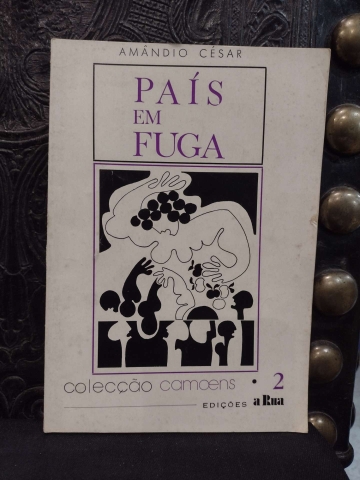 AMÂNDIO CÉSAR
PAÍS
EM
FUGA
colecção camoens • 2
EDIÇÕES a Rua